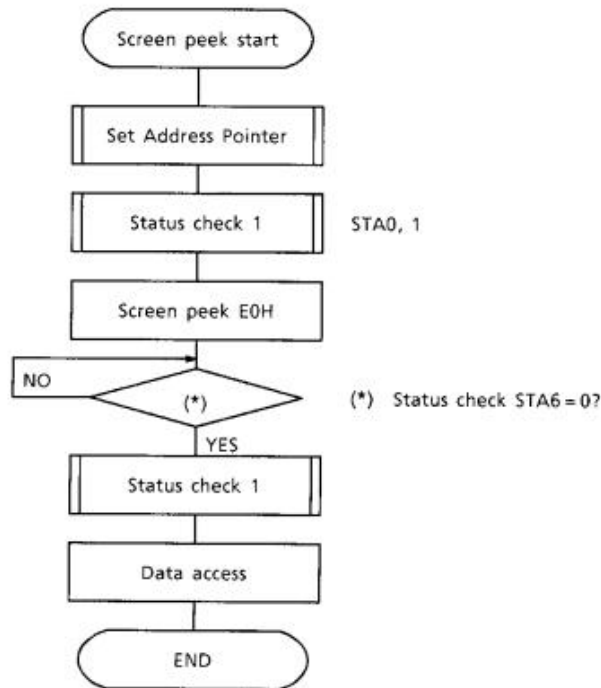 Screen peek start
Set Address Pointer
Status check 1
STA0, 1
Screen peek E0H
NO
(*)
(*) Status check STA6 = 0?
YES
Status check 1
Data access
END